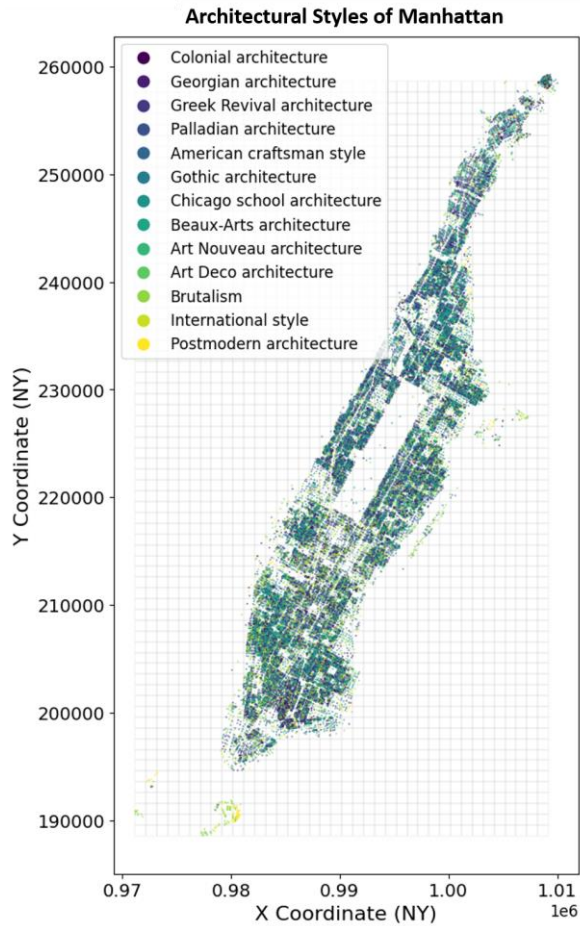 Architectural Styles of Manhattan
Colonial architecture
Georgian architecture
Greek Revival architecture
Palladian architecture
American craftsman style
Gothic architecture
Chicago school architecture
Beaux-Arts architecture
Art Nouveau architecture
Art Deco architecture
Brutalism
International style
Postmodern architecture
260000
250000
240000
230000
220000
210000
200000
190000
Y Coordinate (NY)
0.97 0.98 0.99 1.00 1.01
X Coordinate (NY)
1e6